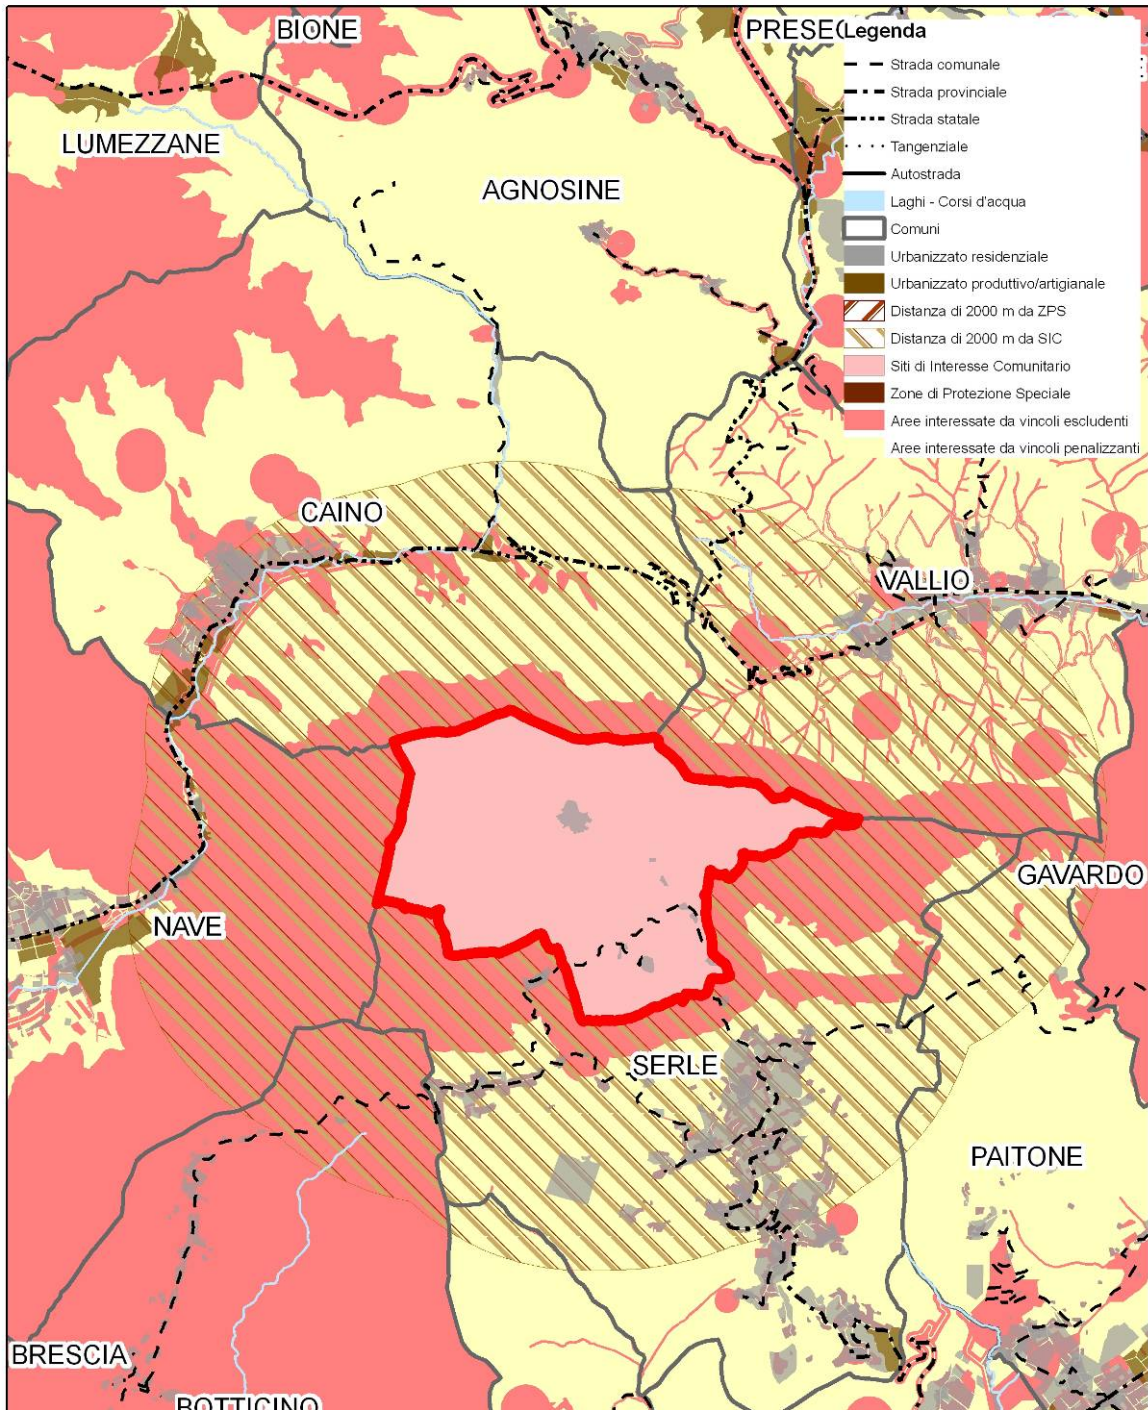 BIONE
PRESE
Legenda
Strada comunale
Strada provinciale
Strada statale
Tangenziale
Autostrada
Laghi - Corsi d'acqua
Comuni
Urbanizzato residenziale
Urbanizzato produttivo/artigianale
Distanza di 2000 m da ZPS
Distanza di 2000 m da SIC
Siti di Interesse Comunitario
Zone di Protezione Speciale
Aree interessate da vincoli escludenti
Aree interessate da vincoli penalizzanti
LUMEZZANE
AGNOSINE
CAINO
VALLIO
GAVARDO
NAVE
SERLE
PAITONE
BRESCIA
BOTTICINO